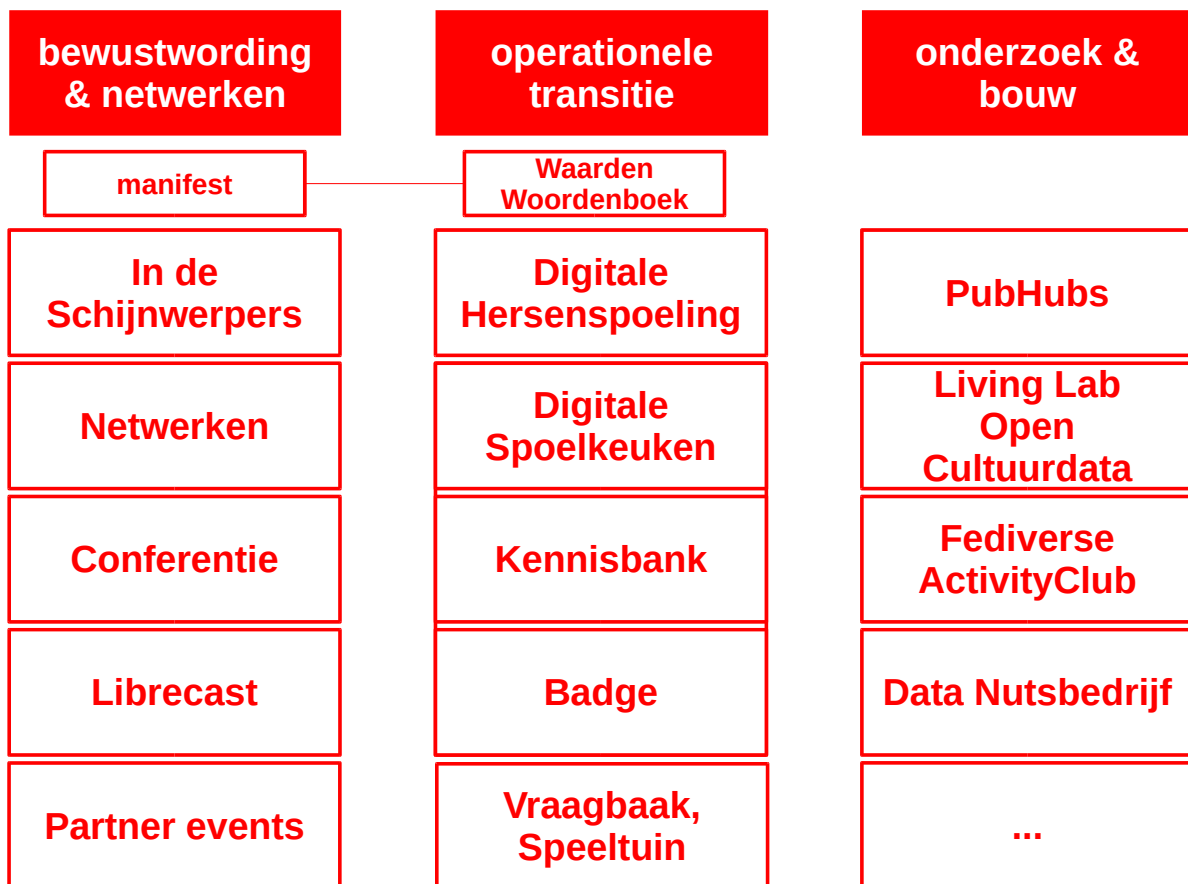 bewustwording
& netwerken
manifest
In de
Schijnwerpers
Netwerken
Conferentie
Librecast
Partner events
operationele
transitie
Waarden
Woordenboek
Digitale
Hersenspoeling
Digitale
Spoelkeuken
Kennisbank
Badge
Vraagbaak,
Speeltuin
onderzoek &
bouw
PubHubs
Living Lab
Open
Cultuurdata
Fediverse
ActivityClub
Data Nutsbedrijf
...